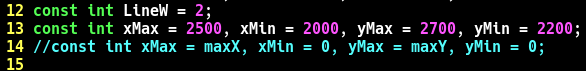 12 const int LineW = 2;
13 const int xMax = 2500, xMin = 2000, yMax = 2700, yMin = 2200;
14 //const int xMax = maxX, xMin = 0, yMax = maxY, yMin = 0;
15